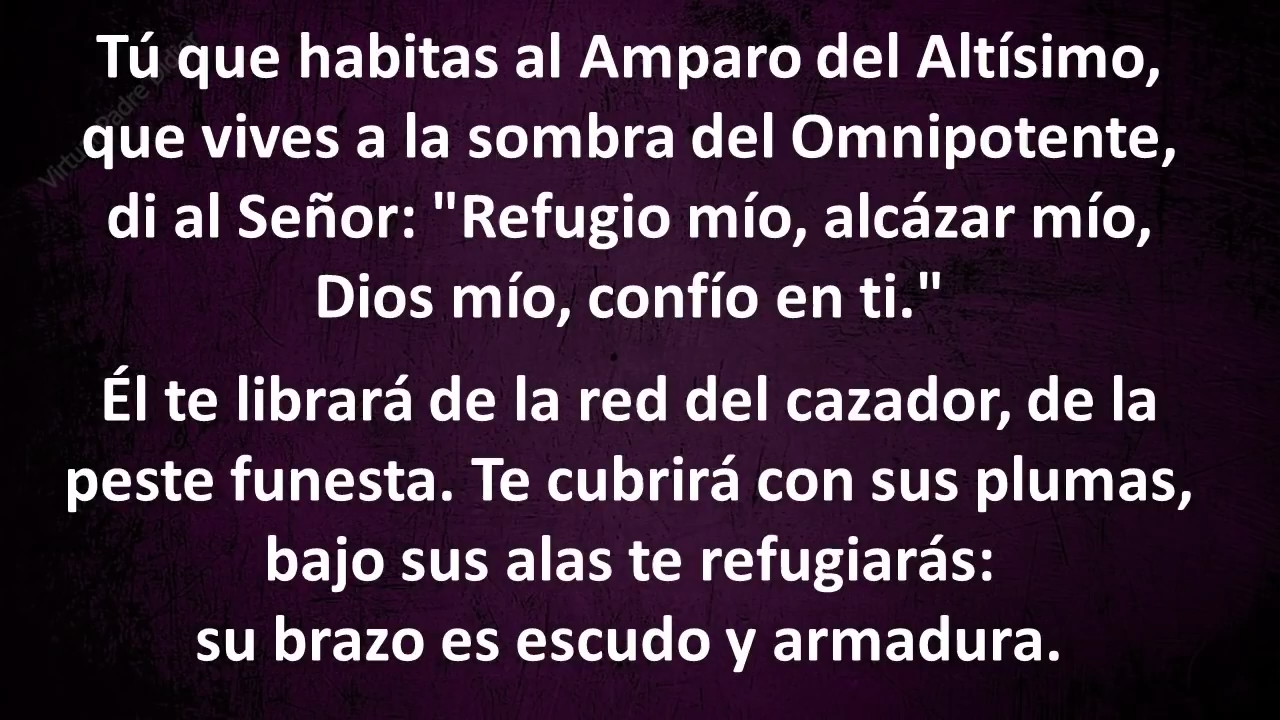 Tú que habitas al Amparo del Altísimo,
que vives a la sombra del Omnipotente,
di al Señor: "Refugio mío, alcázar mío,
Dios mío, confío en ti."
Él te librará de la red del cazador, de la
peste funesta. Te cubrirá con sus plumas,
bajo sus alas te refugiarás:
su brazo es escudo y armadura.
Padre